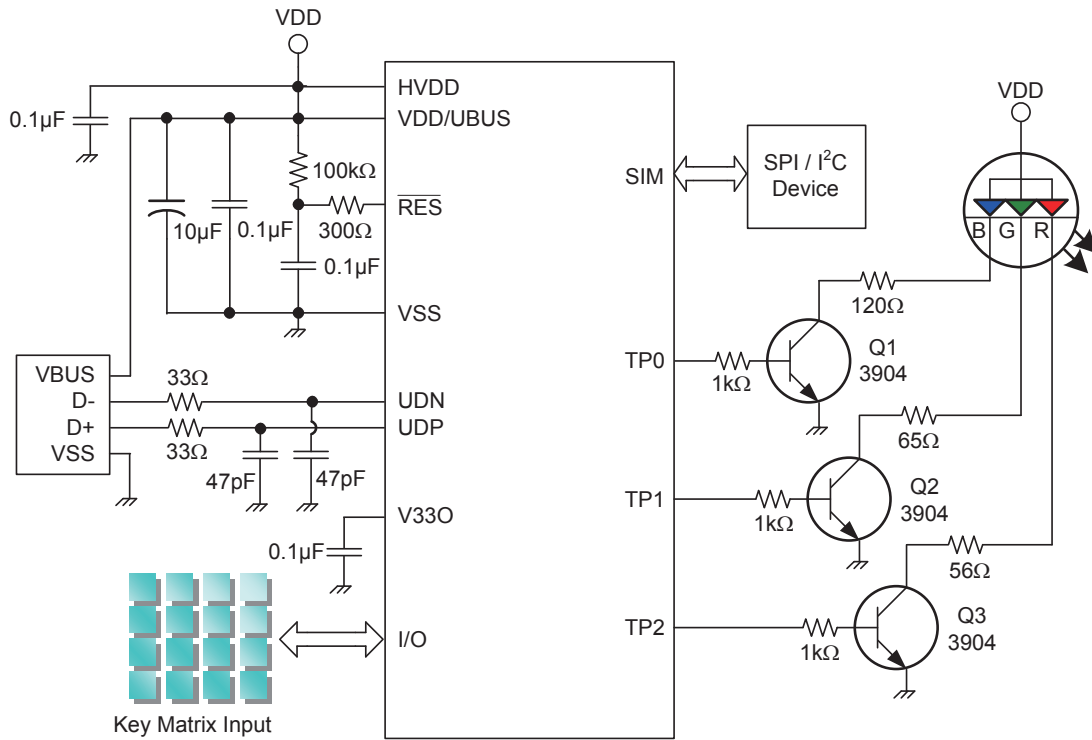 VDD
HVDD
0.1µF
VDD/UBUS
100kΩ
RES
300Ω
10µF
0.1µF
0.1µF
VSS
VBUS
D-
D+
VSS
33Ω
33Ω
UDN
UDP
47pF
47pF
V33O
0.1µF
I/O
Key Matrix Input
SIM
SPI / I²C
Device
VDD
B
G
R
120Ω
TP0
1kΩ
Q1
3904
65Ω
TP1
1kΩ
Q2
3904
56Ω
TP2
1kΩ
Q3
3904